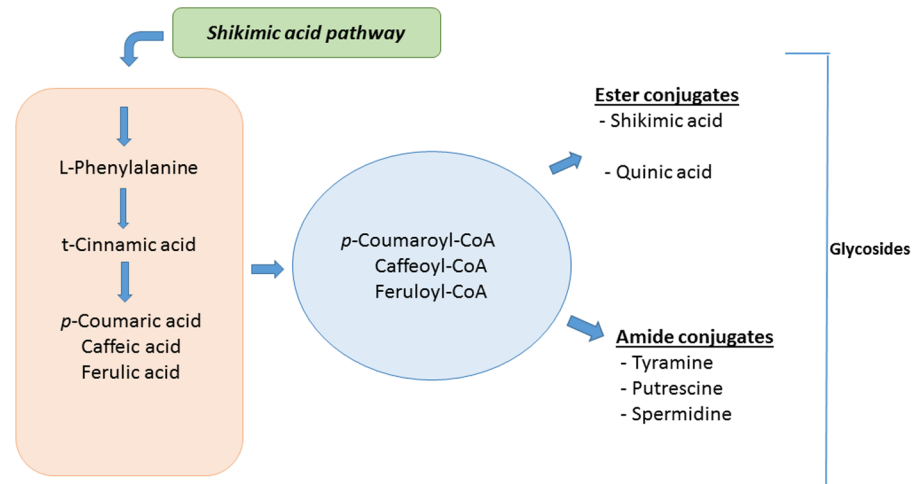 Shikimic acid pathway
L-Phenylalanine
t-Cinnamic acid
p-Coumaric acid
Caffeic acid
Ferulic acid
p-Coumaroyl-CoA
Caffeoyl-CoA
Feruloyl-CoA
Ester conjugates
- Shikimic acid
- Quinic acid
Amide conjugates
- Tyramine
- Putrescine
- Spermidine
Glycosides